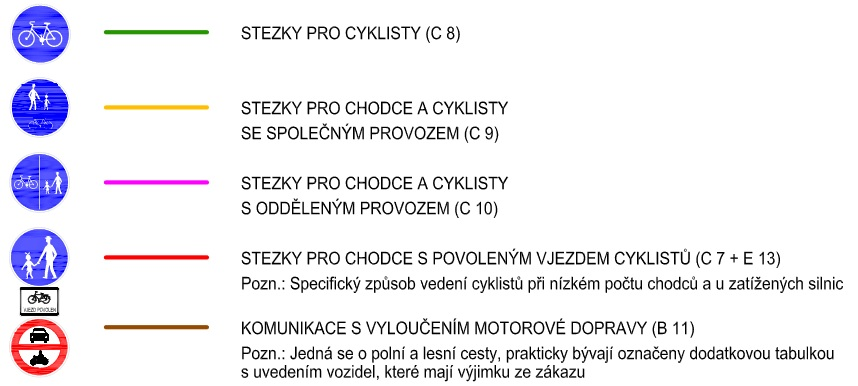 STEZKY PRO CYKLISTY (C 8)
STEZKY PRO CHODCE A CYKLISTY
SE SPOLEČNÝM PROVOZEM (C 9)
STEZKY PRO CHODCE A CYKLISTY
S ODDĚLENÝM PROVOZEM (C 10)
STEZKY PRO CHODCE S POVOLENÝM VJEZDEM CYKLISTŮ (C 7 + E 13)
Pozn.: Specifický způsob vedení cyklistů při nízkém počtu chodců a u zatížených silnic
VJEZD POVOLEN
KOMUNIKACE S VYLOUČENÍM MOTOROVÉ DOPRAVY (B 11)
Pozn.: Jedná se o polní a lesní cesty, prakticky bývají označeny dodatkovou tabulkou
s uvedením vozidel, které mají výjimku ze zákazu